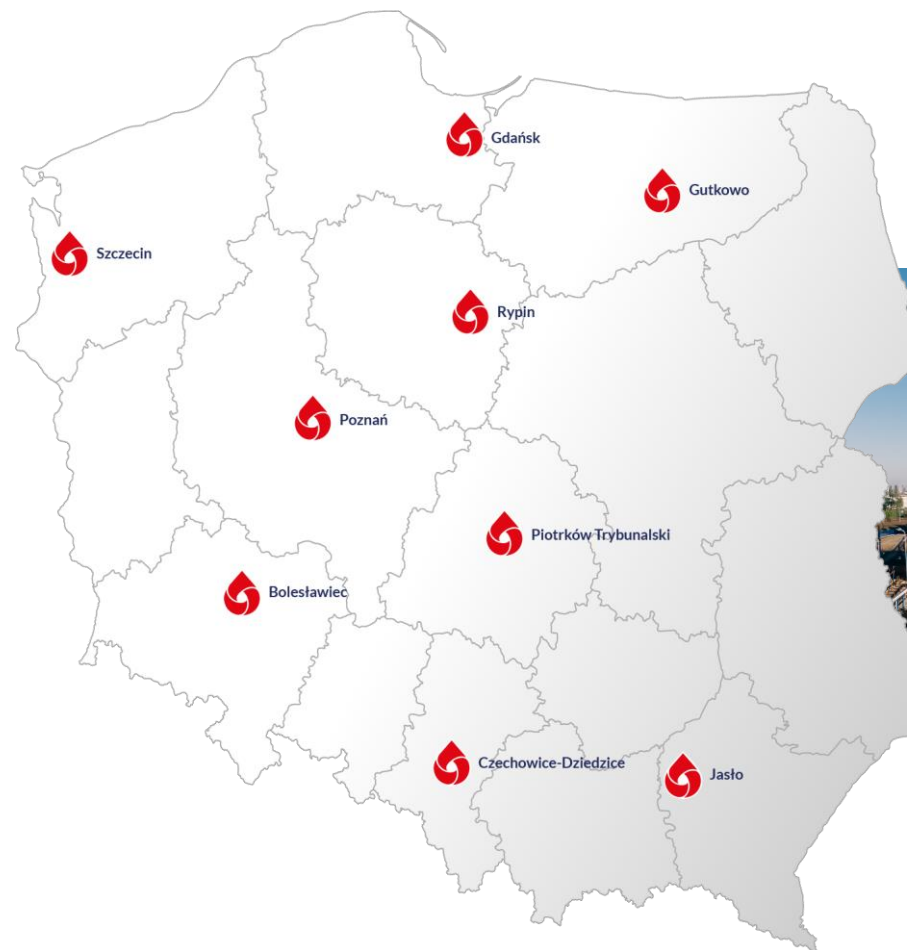 Gdańsk
Gutkowo
Szczecin
Rypin
Poznań
Piotrków Trybunalski
Bolesławiec
Czechowice-Dziedzice
Jasło